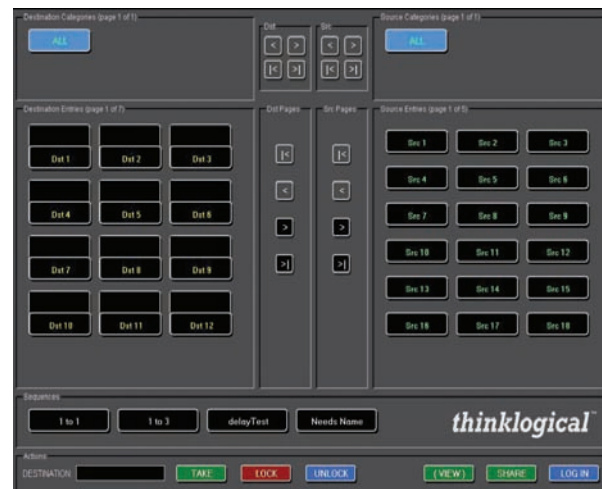 Destination Categories (page 1 of 1)
Dst
Src
Source Categories (page 1 of 1)
ALL
< >
< >
ALL
|< >|
|< >|
Destination Entries (page 1 of 7)
Dst Pages
Src Pages
Source Entries (page 1 of 5)
Dst 1 Dst 2 Dst 3
Dst 4 Dst 5 Dst 6
Dst 7 Dst 8 Dst 9
Dst 10 Dst 11 Dst 12
|<
<
>
>|
|<
<
>
>|
Src 1 Src 2 Src 3
Src 4 Src 5 Src 6
Src 7 Src 8 Src 9
Src 10 Src 11 Src 12
Src 13 Src 14 Src 15
Src 16 Src 17 Src 18
Sequences
1 to 1 1 to 3 delayTest Needs Name
thinklogical
Actions
DESTINATION TAKE LOCK UNLOCK (VIEW) SHARE LOG IN